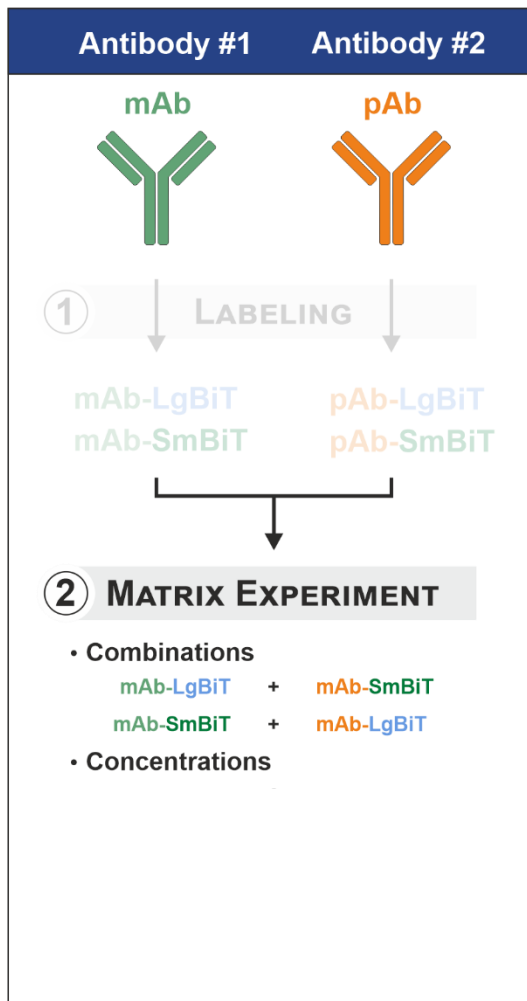 Antibody #1 Antibody #2
mAb pAb
1 LABELING
mAb-LgBiT pAb-LgBiT
mAb-SmBiT pAb-SmBiT
2 MATRIX EXPERIMENT
• Combinations
mAb-LgBiT + mAb-SmBiT
mAb-SmBiT + mAb-LgBiT
• Concentrations